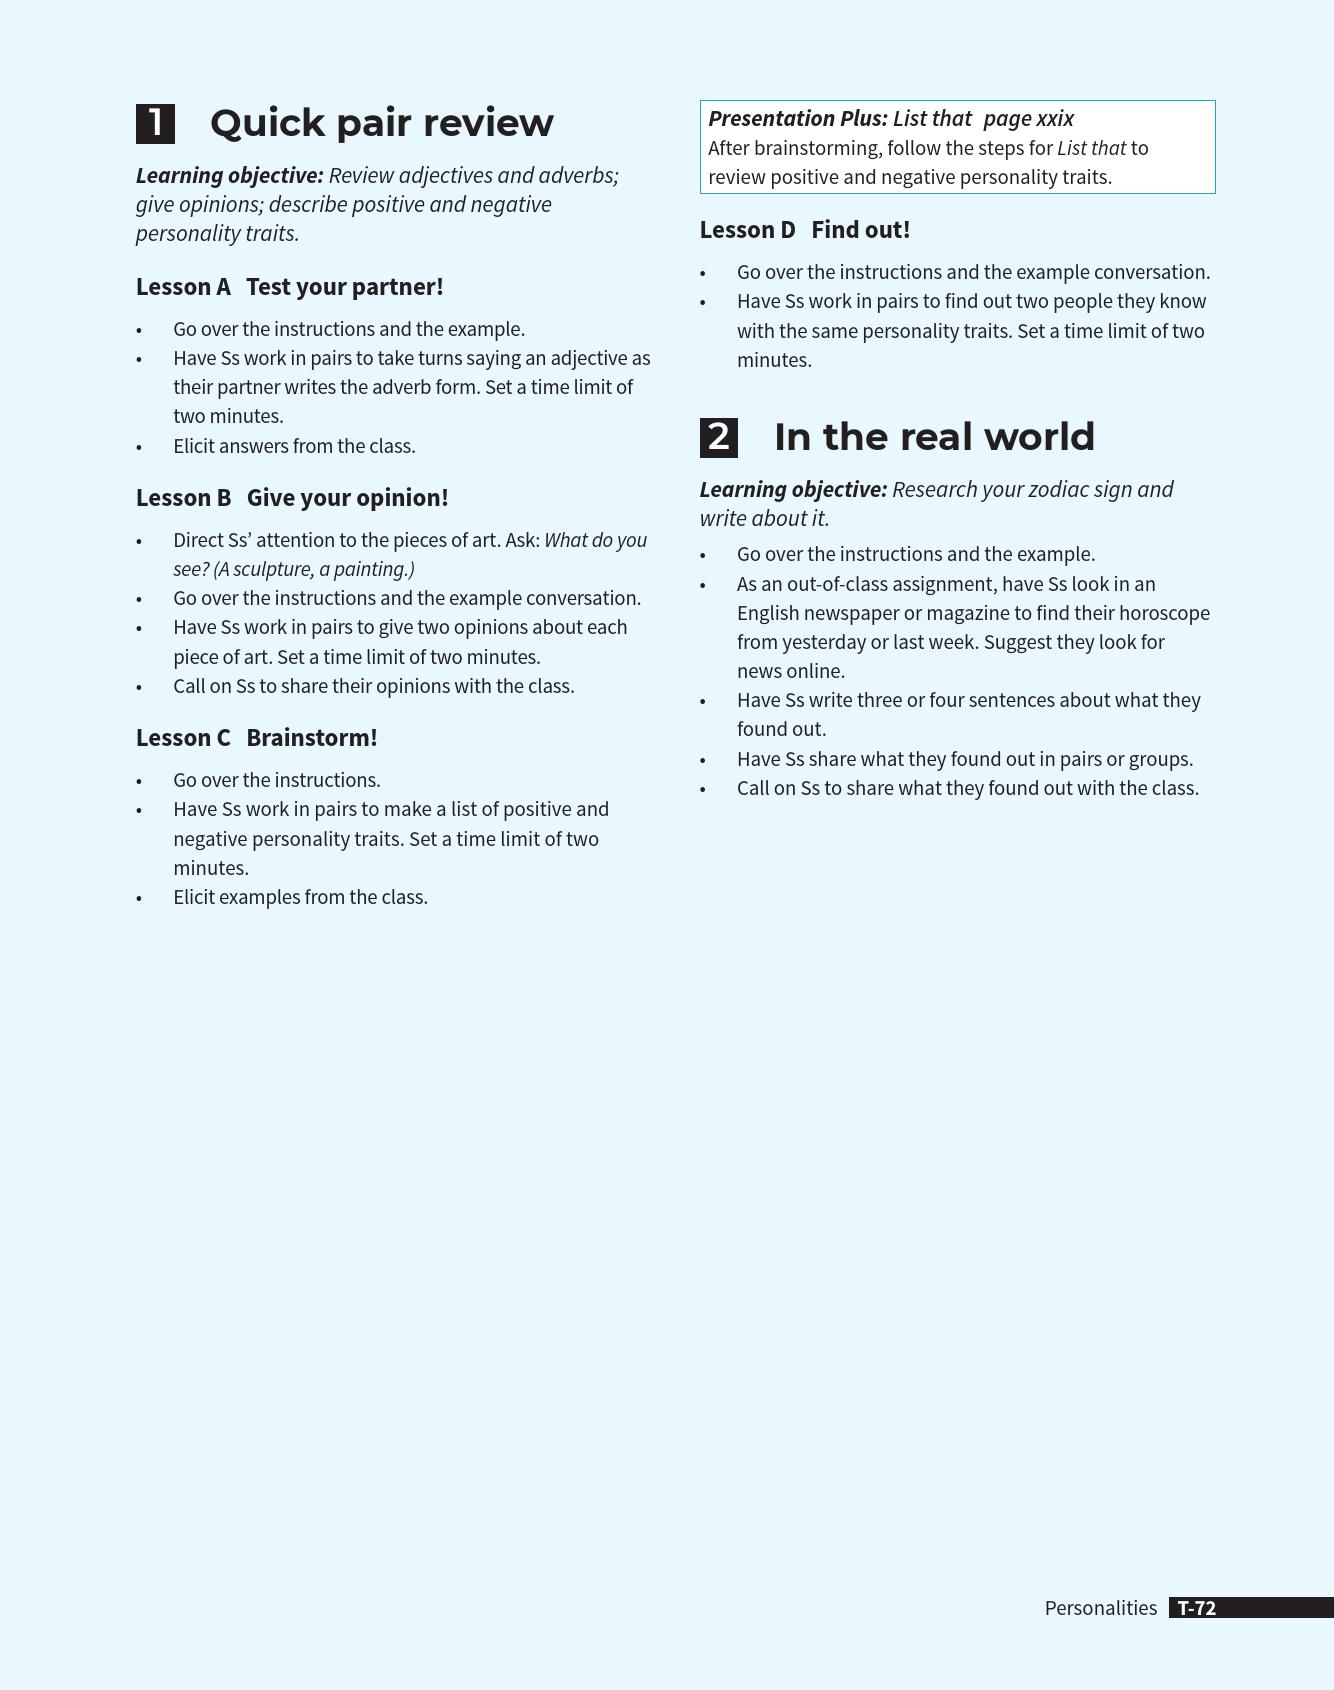 1 Quick pair review
Learning objective: Review adjectives and adverbs;
give opinions; describe positive and negative
personality traits.
Lesson A Test your partner!
• Go over the instructions and the example.
• Have Ss work in pairs to take turns saying an adjective as
their partner writes the adverb form. Set a time limit of
two minutes.
• Elicit answers from the class.
Lesson B Give your opinion!
• Direct Ss’ attention to the pieces of art. Ask: What do you
see? (A sculpture, a painting.)
• Go over the instructions and the example conversation.
• Have Ss work in pairs to give two opinions about each
piece of art. Set a time limit of two minutes.
• Call on Ss to share their opinions with the class.
Lesson C Brainstorm!
• Go over the instructions.
• Have Ss work in pairs to make a list of positive and
negative personality traits. Set a time limit of two
minutes.
• Elicit examples from the class.
Presentation Plus: List that page xxix
After brainstorming, follow the steps for List that to
review positive and negative personality traits.
Lesson D Find out!
• Go over the instructions and the example conversation.
• Have Ss work in pairs to find out two people they know
with the same personality traits. Set a time limit of two
minutes.
2 In the real world
Learning objective: Research your zodiac sign and
write about it.
• Go over the instructions and the example.
• As an out-of-class assignment, have Ss look in an
English newspaper or magazine to find their horoscope
from yesterday or last week. Suggest they look for
news online.
• Have Ss write three or four sentences about what they
found out.
• Have Ss share what they found out in pairs or groups.
• Call on Ss to share what they found out with the class.
Personalities T-72